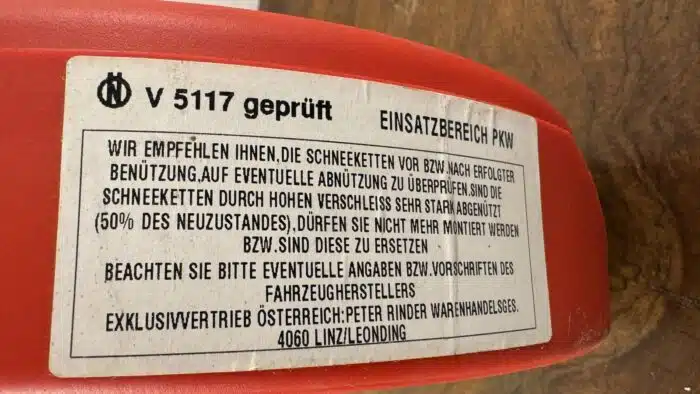 ÖN V 5117 geprüft
EINSATZBEREICH PKW
WIR EMPFEHLEN IHNEN,DIE SCHNEEKETTEN VOR BZW.NACH ERFOLGTER
BENÜTZUNG,AUF EVENTUELLE ABNÜTZUNG ZU ÜBERPRÜFEN.SIND DIE
SCHNEEKETTEN DURCH HOHEN VERSCHLEISS SEHR STARK ABGENÜTZT
(50% DES NEUZUSTANDES),DÜRFEN SIE NICHT MEHR MONTIERT WERDEN
BZW.SIND DIESE ZU ERSETZEN
BEACHTEN SIE BITTE EVENTUELLE ANGABEN BZW.VORSCHRIFTEN DES
FAHRZEUGHERSTELLERS
EXKLUSIVVERTRIEB ÖSTERREICH:PETER RINDER WARENHANDELSGES.
4060 LINZ/LEONDING